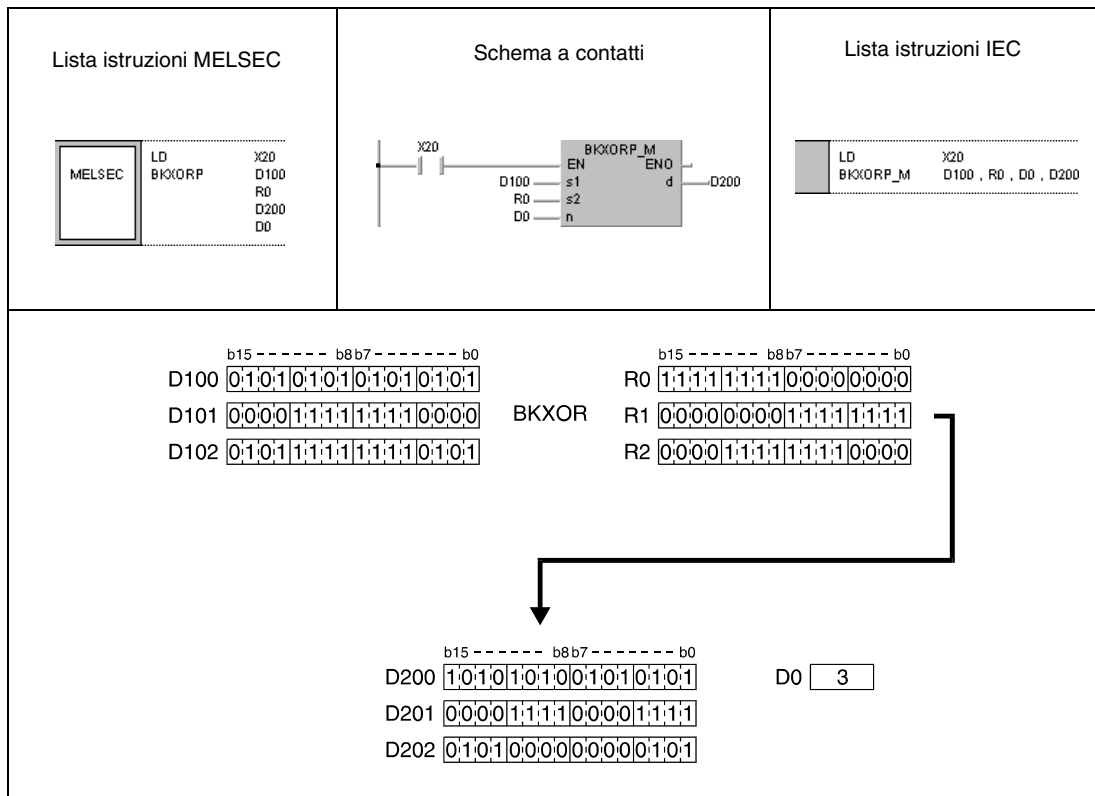 Lista istruzioni MELSEC
Schema a contatti
Lista istruzioni IEC
MELSEC
LD X20
BKXORP D100
R0
D200
D0
X20
BKXORP_M
EN ENO
D100 s1 d D200
R0 s2
D0 n
LD X20
BKXORP_M D100 , R0 , D0 , D200
b15 b8 b7 b0
D100 0101010101010101
D101 0000111111110000
D102 0101111111110101
BKXOR
b15 b8 b7 b0
R0 1111111100000000
R1 0000000011111111
R2 0000111111110000
b15 b8 b7 b0
D200 1010101001010101
D201 0000111100001111
D202 0101000000000101
D0 3